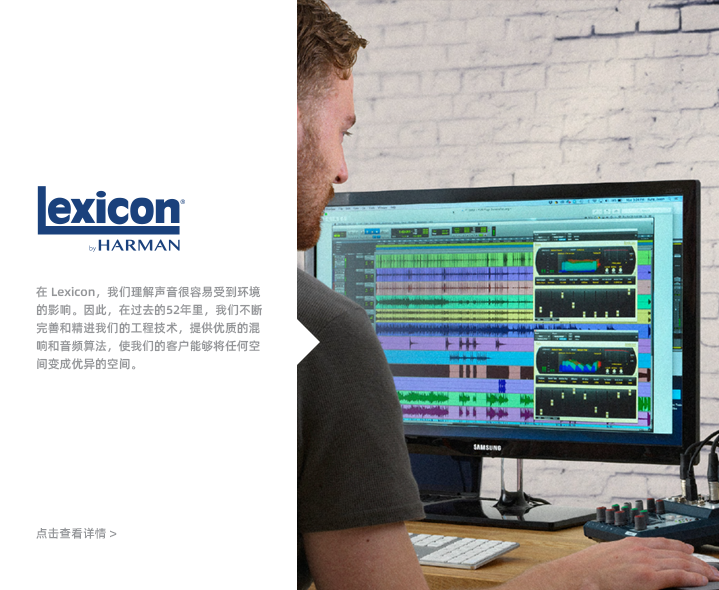 Lexicon®
by HARMAN
在 Lexicon，我们理解声音很容易受到环境
的影响。因此，在过去的52年里，我们不断
完善和精进我们的工程技术，提供优质的混
响和音频算法，使我们的客户能够将任何空
间变成优异的空间。
点击查看详情 >
SAMSUNG